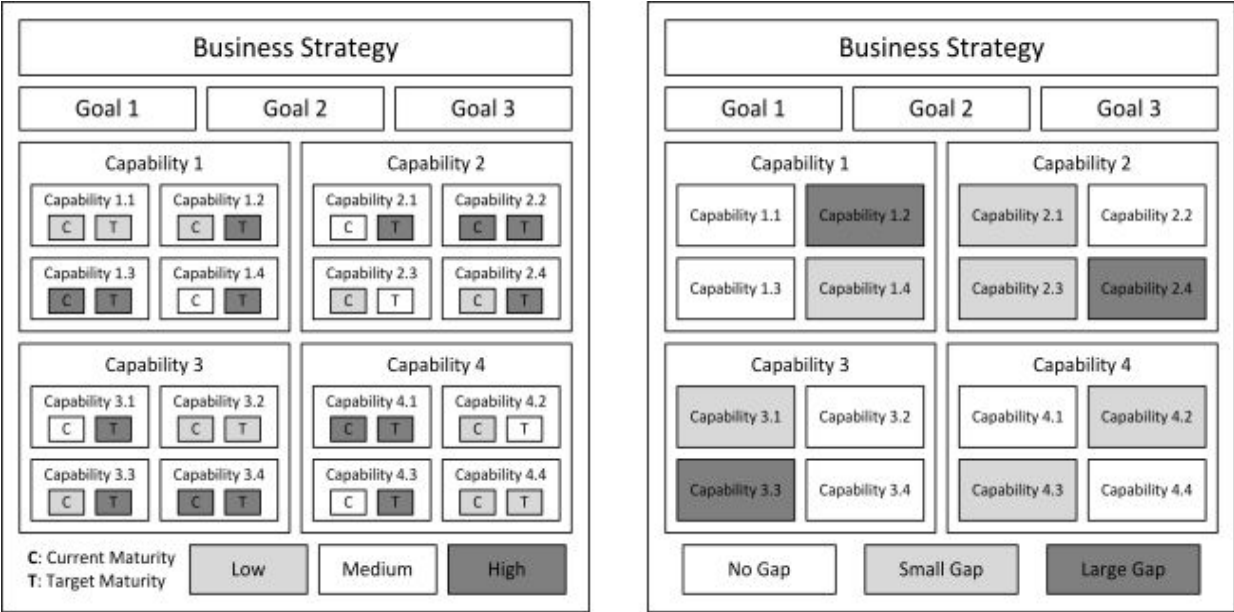 Business Strategy
Goal 1 Goal 2 Goal 3
Capability 1 Capability 2
Capability 1.1 Capability 1.2 Capability 2.1 Capability 2.2
C T C T C T C T
Capability 1.3 Capability 1.4 Capability 2.3 Capability 2.4
C T C T C T C T
Capability 3 Capability 4
Capability 3.1 Capability 3.2 Capability 4.1 Capability 4.2
C T C T C T C T
Capability 3.3 Capability 3.4 Capability 4.3 Capability 4.4
C T C T C T C T
C: Current Maturity
T: Target Maturity
Low Medium High
Business Strategy
Goal 1 Goal 2 Goal 3
Capability 1 Capability 2
Capability 1.1 Capability 1.2 Capability 2.1 Capability 2.2
Capability 1.3 Capability 1.4 Capability 2.3 Capability 2.4
Capability 3 Capability 4
Capability 3.1 Capability 3.2 Capability 4.1 Capability 4.2
Capability 3.3 Capability 3.4 Capability 4.3 Capability 4.4
No Gap Small Gap Large Gap